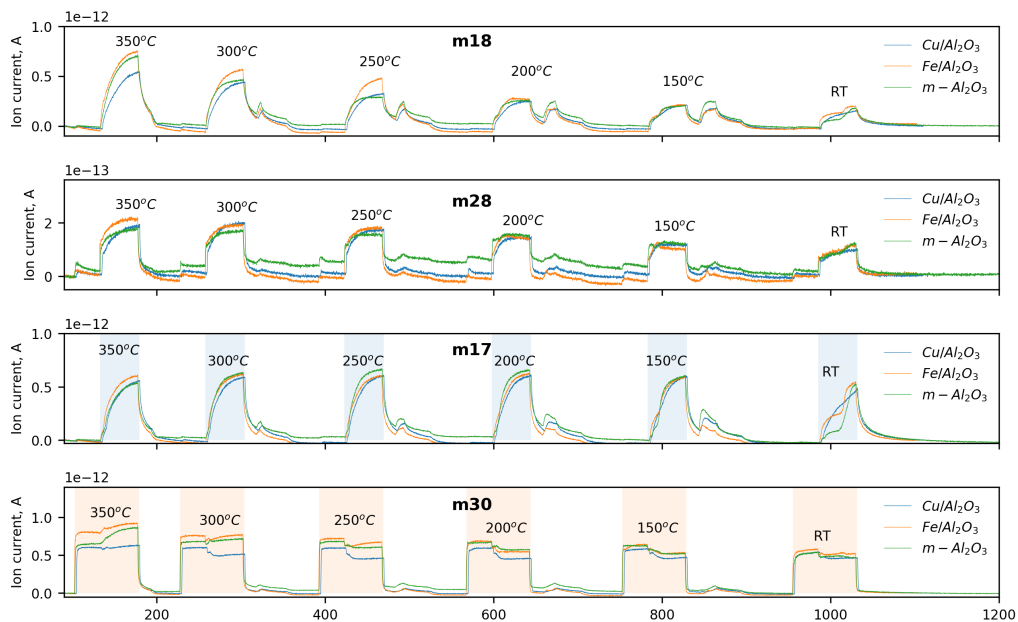 1e−12
m18
350°C
300°C
250°C
200°C
150°C
RT
Cu/Al₂O₃
Fe/Al₂O₃
m − Al₂O₃
Ion current, A
1.0
0.5
0.0
1e−13
m28
350°C
300°C
250°C
200°C
150°C
RT
Cu/Al₂O₃
Fe/Al₂O₃
m − Al₂O₃
Ion current, A
2
0
1e−12
m17
350°C
300°C
250°C
200°C
150°C
RT
Cu/Al₂O₃
Fe/Al₂O₃
m − Al₂O₃
Ion current, A
1.0
0.5
0.0
1e−12
m30
350°C
300°C
250°C
200°C
150°C
RT
Cu/Al₂O₃
Fe/Al₂O₃
m − Al₂O₃
Ion current, A
1.0
0.5
0.0
200 400 600 800 1000 1200